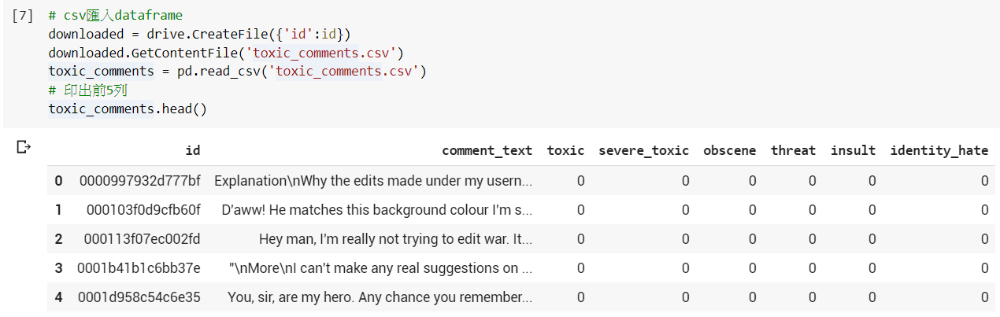 [7] # csv匯入dataframe
downloaded = drive.CreateFile({'id':id})
downloaded.GetContentFile('toxic_comments.csv')
toxic_comments = pd.read_csv('toxic_comments.csv')
# 印出前5列
toxic_comments.head()
id comment_text toxic severe_toxic obscene threat insult identity_hate
0 0000997932d777bf Explanation\nWhy the edits made under my usern... 0 0 0 0 0 0
1 000103f0d9cfb60f D'aww! He matches this background colour I'm s... 0 0 0 0 0 0
2 000113f07ec002fd Hey man, I'm really not trying to edit war. It... 0 0 0 0 0 0
3 0001b41b1c6bb37e "\nMore\nI can't make any real suggestions on ... 0 0 0 0 0 0
4 0001d958c54c6e35 You, sir, are my hero. Any chance you remember... 0 0 0 0 0 0